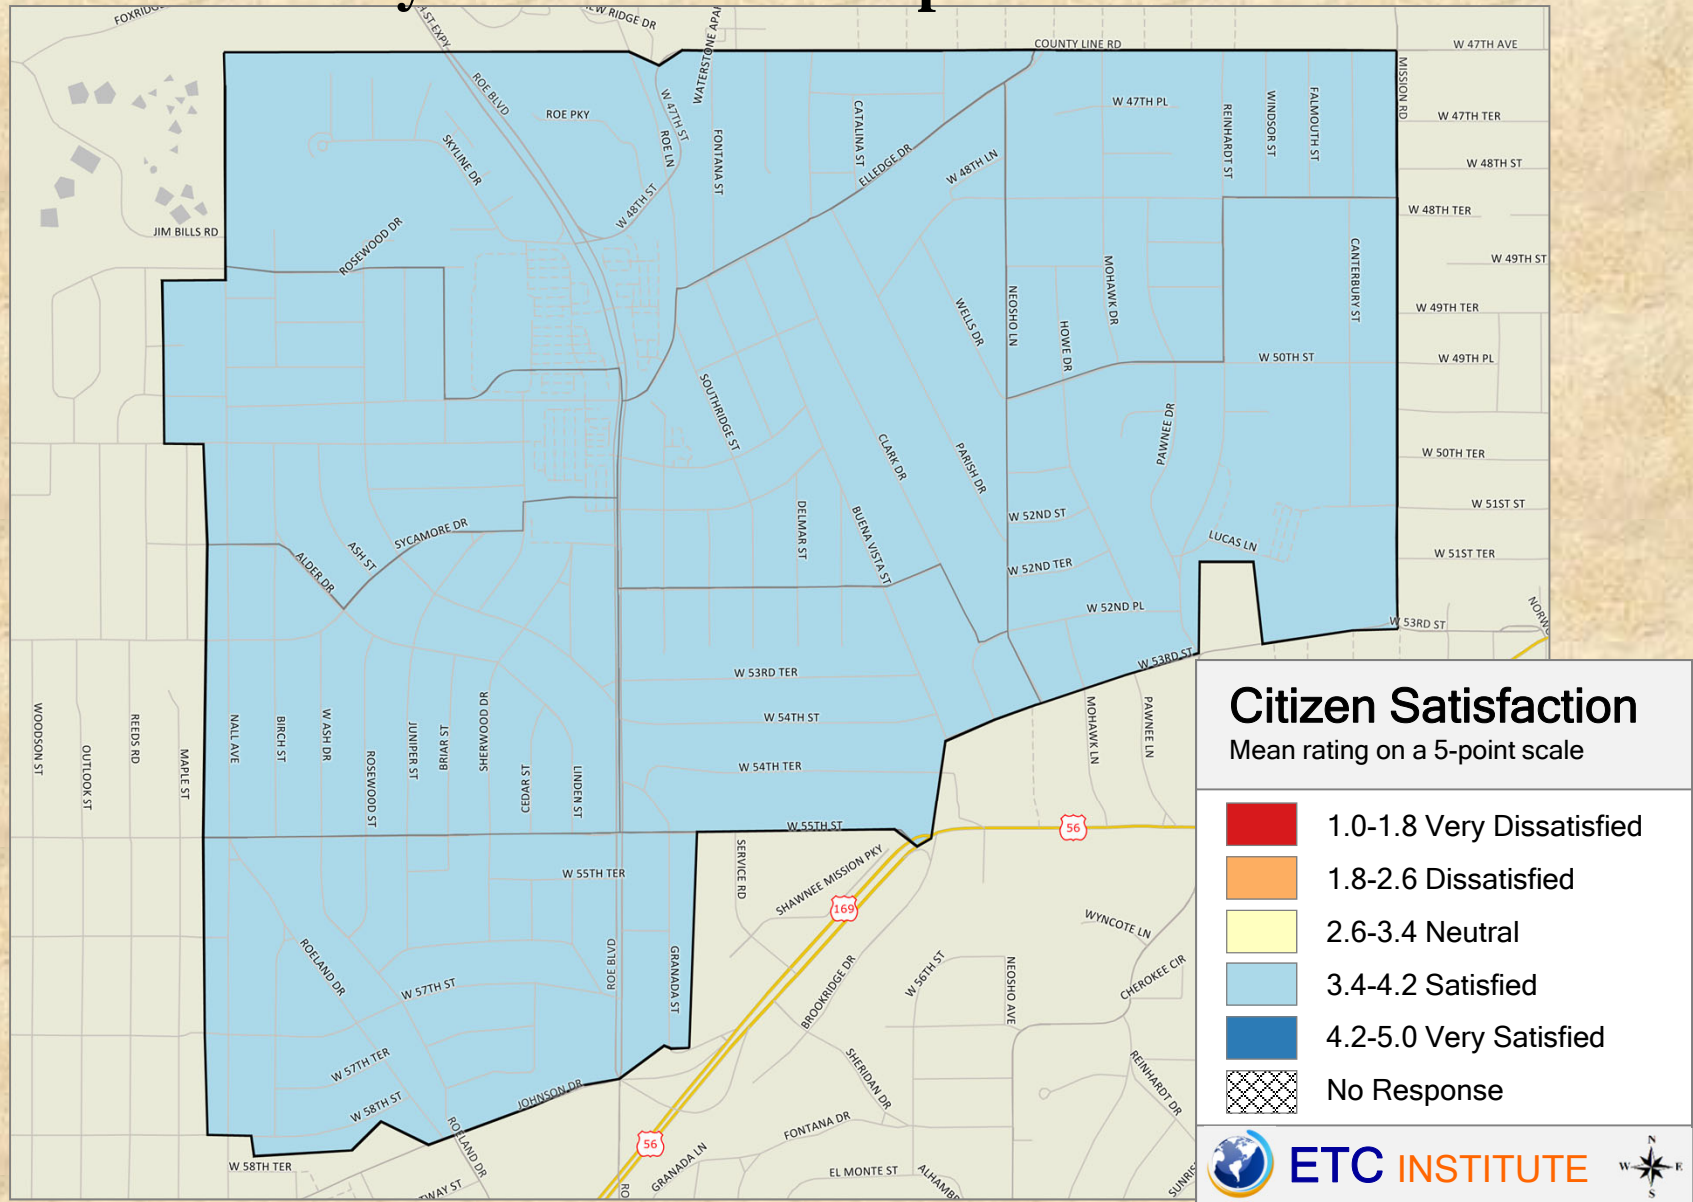 FOXRIDG
ROE BLVD
ROE PKY
SKYLINE DR
W 47TH ST
ROE LN
WATERSTONE APA
FONTANA ST
CATALINA ST
ELLEDGE DR
W 48TH LN
W 48TH ST
COUNTY LINE RD
W 47TH PL
REINHARDT ST
WINDSOR ST
FALMOUTH ST
MISSION RD
W 47TH AVE
W 47TH TER
W 48TH ST
W 48TH TER
W 49TH ST
W 49TH TER
W 49TH PL
W 50TH TER
W 51ST ST
W 51ST TER
W 53RD ST
JIM BILLS RD
ROSEWOOD DR
WELLS DR
NEOSHO LN
HOWE DR
MOHAWK DR
CANTERBURY ST
W 50TH ST
PAWNEE DR
SOUTHRIDGE ST
CLARK DR
PARISH DR
DELMAR ST
BUENA VISTA ST
W 52ND ST
W 52ND TER
W 52ND PL
LUCAS LN
W 53RD ST
SYCAMORE DR
ASH ST
ALDER DR
WOODSON ST
OUTLOOK ST
REEDS RD
MAPLE ST
NALL AVE
BIRCH ST
W ASH DR
ROSEWOOD ST
JUNIPER ST
BRIAR ST
SHERWOOD DR
CEDAR ST
LINDEN ST
W 53RD TER
W 54TH ST
W 54TH TER
W 55TH ST
MOHAWK LN
PAWNEE LN
56
W 55TH TER
SERVICE RD
SHAWNEE MISSION PKY
169
ROELAND DR
W 57TH ST
ROE BLVD
GRANADA ST
BROOKRIDGE DR
W 56TH ST
NEOSHO AVE
WYNCOTE LN
CHEROKEE CIR
REINHARDT DR
SHERIDAN DR
W 57TH TER
W 58TH ST
JOHNSON DR
ROELAND DR
W 58TH TER
56
GRANADA LN
FONTANA DR
EL MONTE ST
Citizen Satisfaction
Mean rating on a 5-point scale
1.0-1.8 Very Dissatisfied
1.8-2.6 Dissatisfied
2.6-3.4 Neutral
3.4-4.2 Satisfied
4.2-5.0 Very Satisfied
No Response
ETC INSTITUTE
N
W E
S